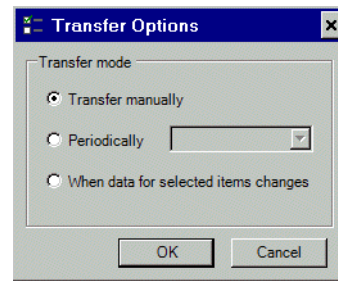 Transfer Options
Transfer mode
Transfer manually
Periodically
When data for selected items changes
OK Cancel